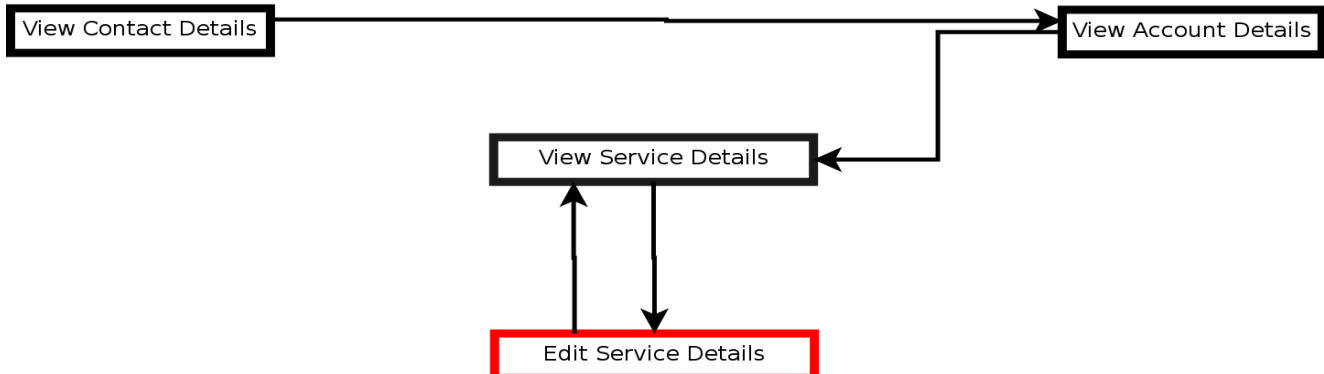 View Contact Details
View Account Details
View Service Details
Edit Service Details